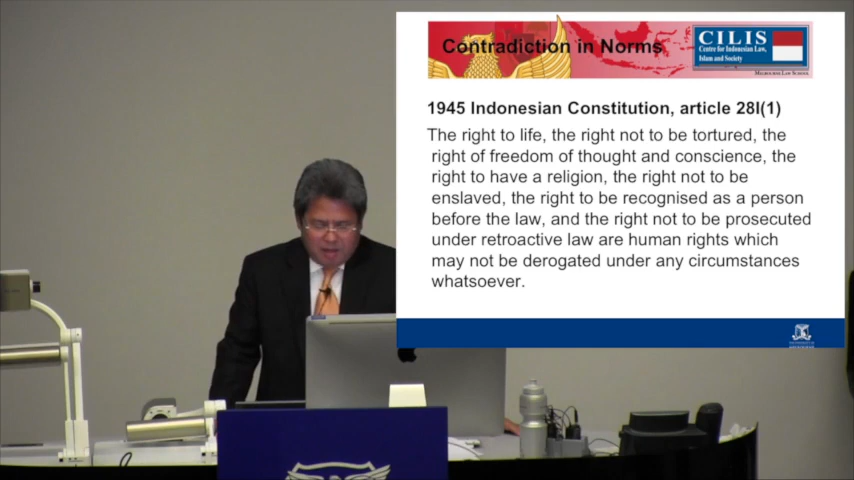 Contradiction in Norms
CILIS
Centre for Indonesian Law,
Islam and Society
MELBOURNE LAW SCHOOL
1945 Indonesian Constitution, article 28I(1)
The right to life, the right not to be tortured, the
right of freedom of thought and conscience, the
right to have a religion, the right not to be
enslaved, the right to be recognised as a person
before the law, and the right not to be prosecuted
under retroactive law are human rights which
may not be derogated under any circumstances
whatsoever.